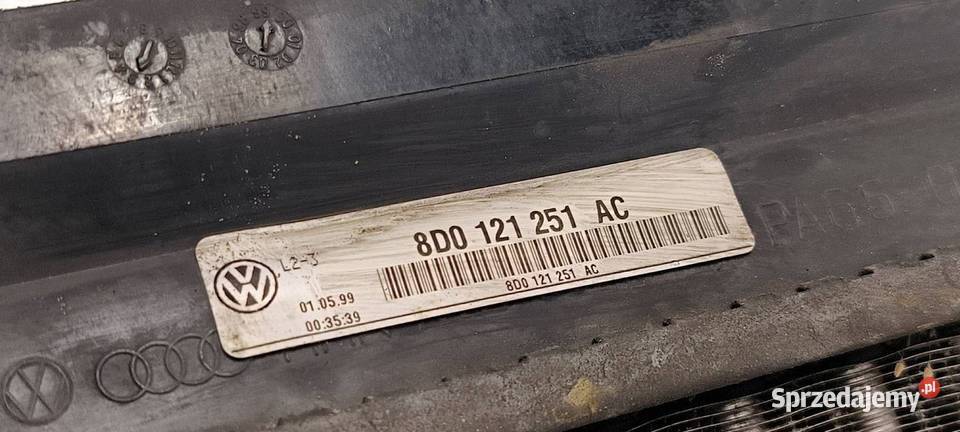 8D0 121 251 AC
L2-3
8D0 121 251 AC
01.05.99
00:35:39
Sprzedajemy.pl